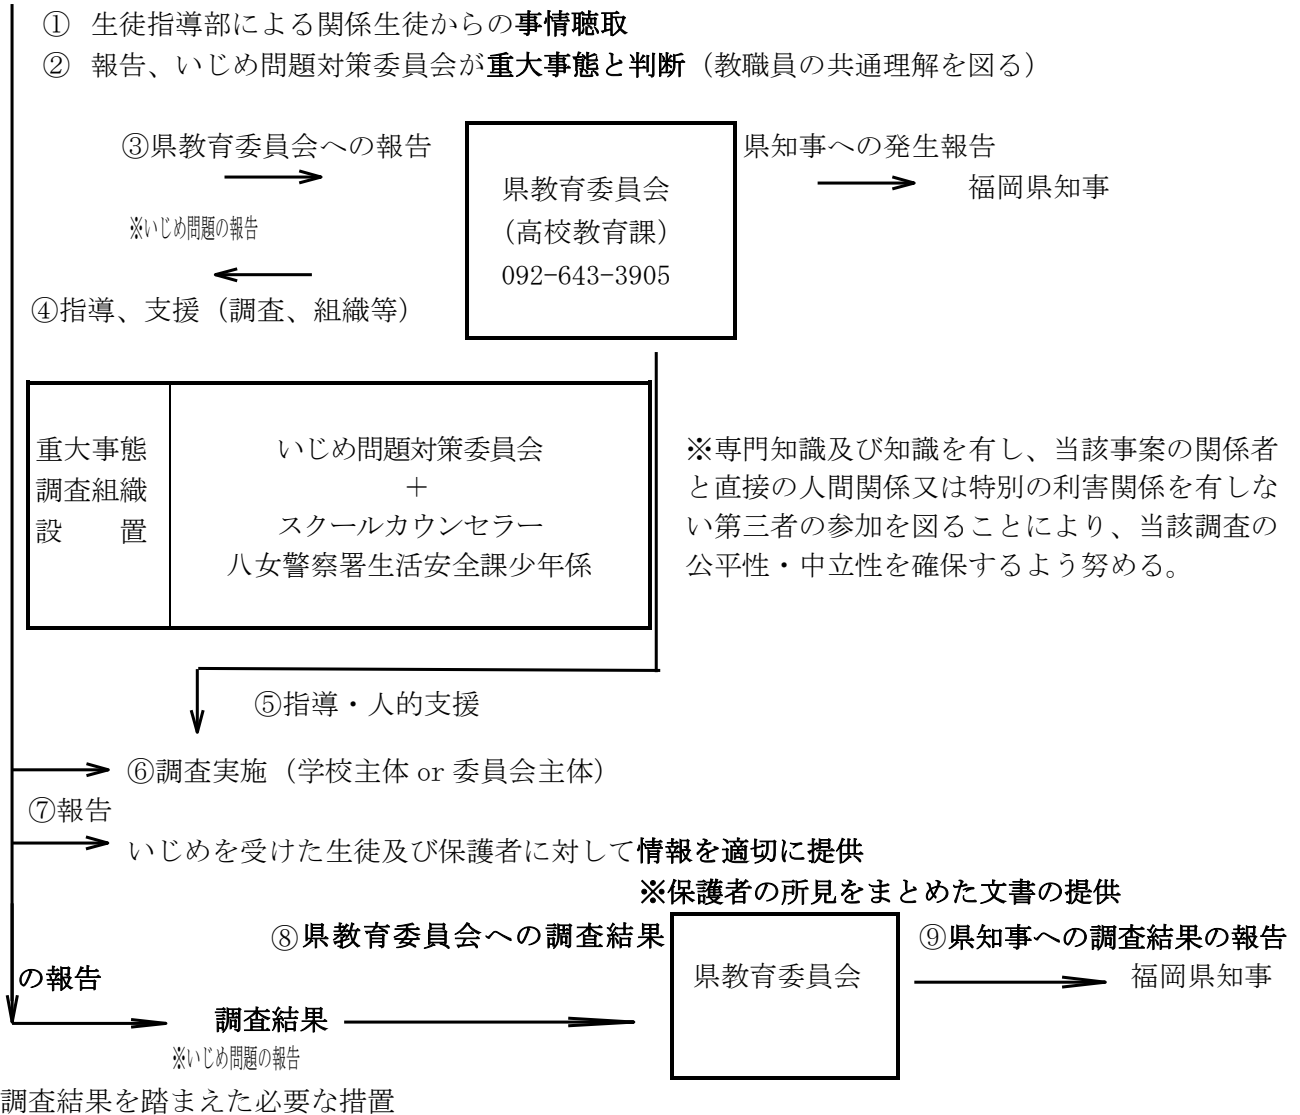 ① 生徒指導部による関係生徒からの事情聴取
② 報告、いじめ問題対策委員会が重大事態と判断（教職員の共通理解を図る）
③県教育委員会への報告
※いじめ問題の報告
④指導、支援（調査、組織等）
県教育委員会
（高校教育課）
092-643-3905
県知事への発生報告
福岡県知事
重大事態
調査組織
設　　置
いじめ問題対策委員会
＋
スクールカウンセラー
八女警察署生活安全課少年係
※専門知識及び知識を有し、当該事案の関係者
と直接の人間関係又は特別の利害関係を有しな
い第三者の参加を図ることにより、当該調査の
公平性・中立性を確保するよう努める。
⑤指導・人的支援
⑥調査実施（学校主体 or 委員会主体）
⑦報告
いじめを受けた生徒及び保護者に対して情報を適切に提供
※保護者の所見をまとめた文書の提供
⑧県教育委員会への調査結果
の報告
県教育委員会
⑨県知事への調査結果の報告
福岡県知事
調査結果
※いじめ問題の報告
調査結果を踏まえた必要な措置